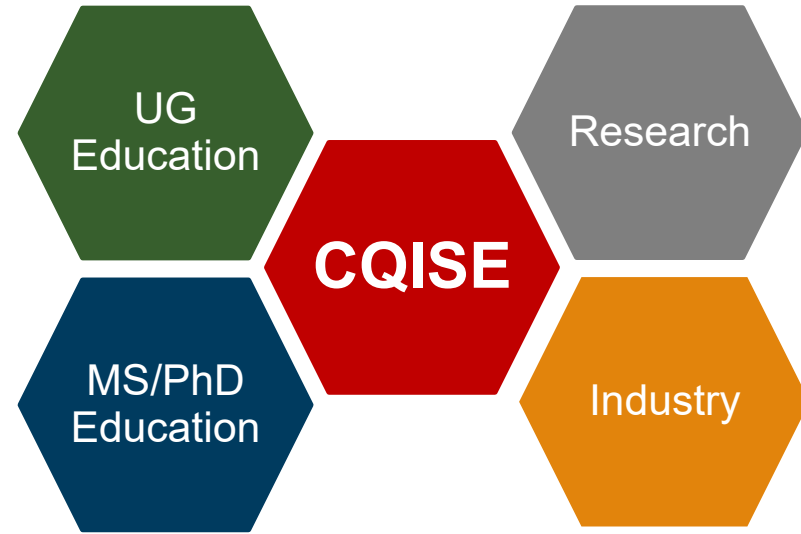 UG
Education
Research
CQISE
MS/PhD
Education
Industry